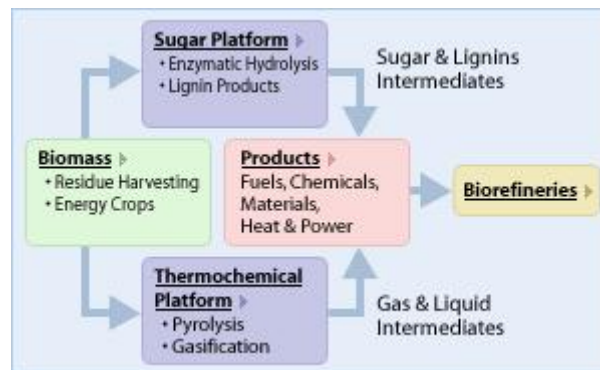 Sugar Platform
• Enzymatic Hydrolysis
• Lignin Products
Sugar & Lignins
Intermediates
Biomass
• Residue Harvesting
• Energy Crops
Products
Fuels, Chemicals,
Materials,
Heat & Power
Biorefineries
Thermochemical
Platform
• Pyrolysis
• Gasification
Gas & Liquid
Intermediates